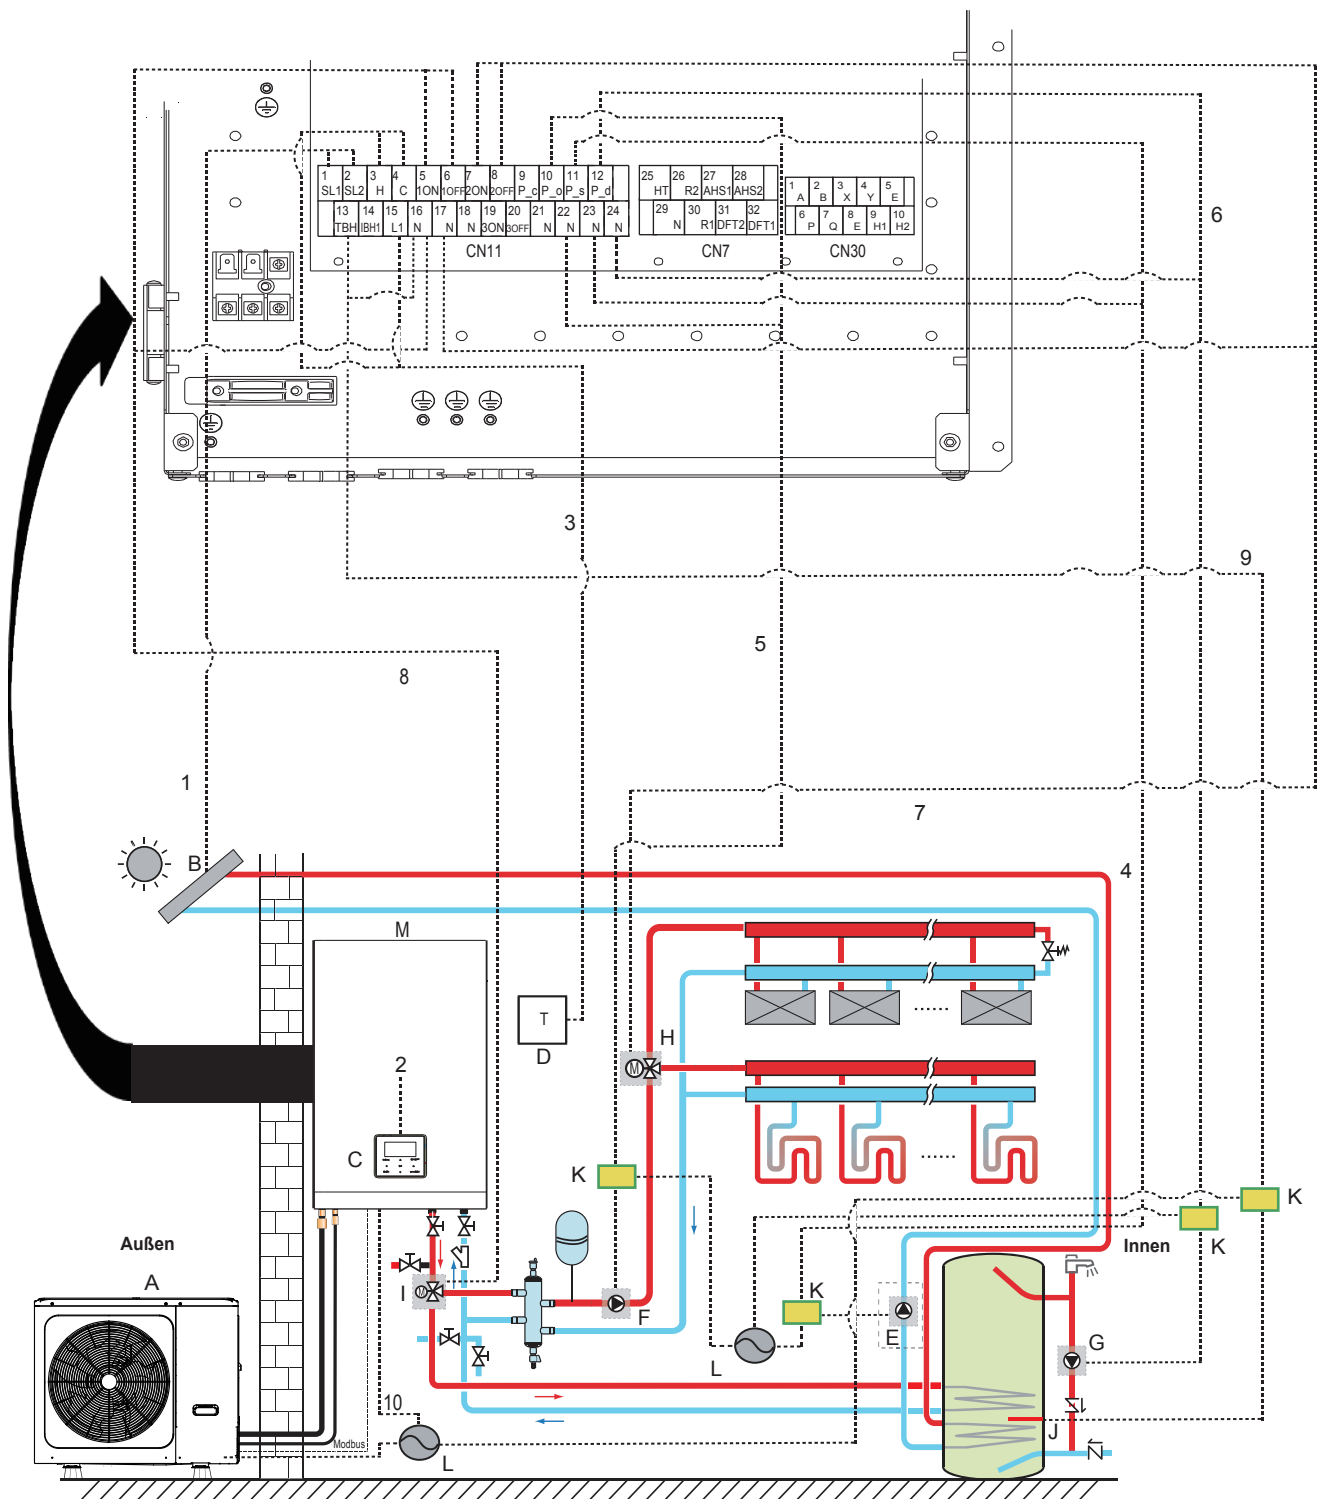 1 2 3 4 5 6 7 8 9 10 11 12
SL1 SL2 H C 1ON 1OFF 2ON 2OFF P_c P_o P_s P_d
13 14 15 16 17 18 19 20 21 22 23 24
TBH IBH1 L1 N N N 3ON 3OFF N N N N
CN11
25 26 27 28
HT R2 AHS1 AHS2
29 30 31 32
N R1 DFT2 DFT1
CN7
1 2 3 4 5
A B X Y E
6 7 8 9 10
P Q E H1 H2
CN30
6
3
9
5
8
1
7
4
B
M
T
D
H
2
C
K
K
K
Außen
Innen
A
I
K
F
E
G
L
10
J
Modbus
L